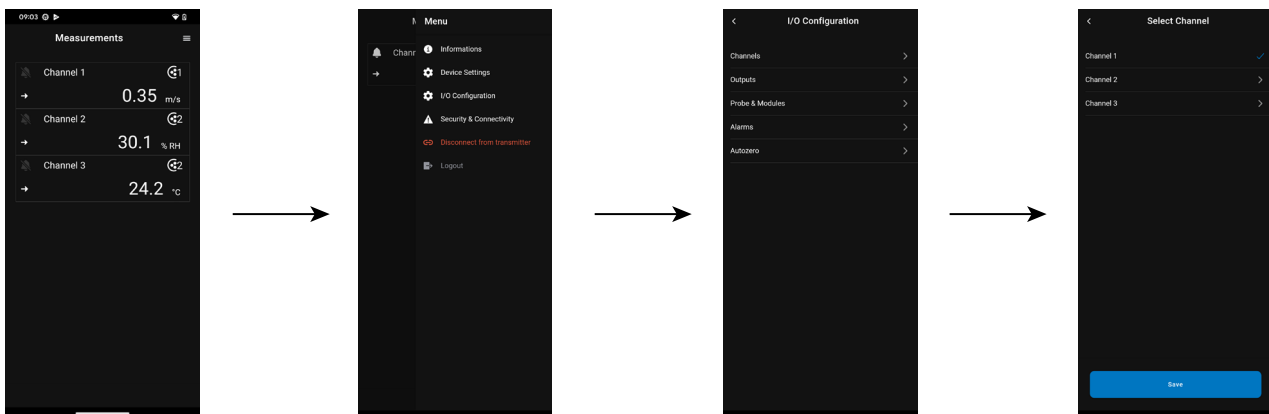 09:03
Measurements
Channel 1
1
0.35 m/s
Channel 2
2
30.1 % RH
Channel 3
2
24.2 °C
M
Menu
Chann
Informations
Device Settings
I/O Configuration
Security & Connectivity
Disconnect from transmitter
Logout
I/O Configuration
Channels
Outputs
Probe & Modules
Alarms
Autozero
Select Channel
Channel 1
Channel 2
Channel 3
Save